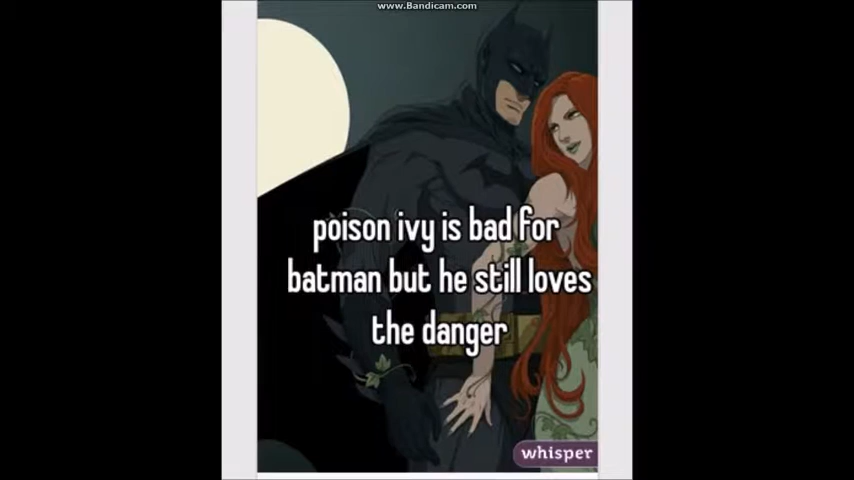 www.Bandicam.com
poison ivy is bad for
batman but he still loves
the danger
whisper